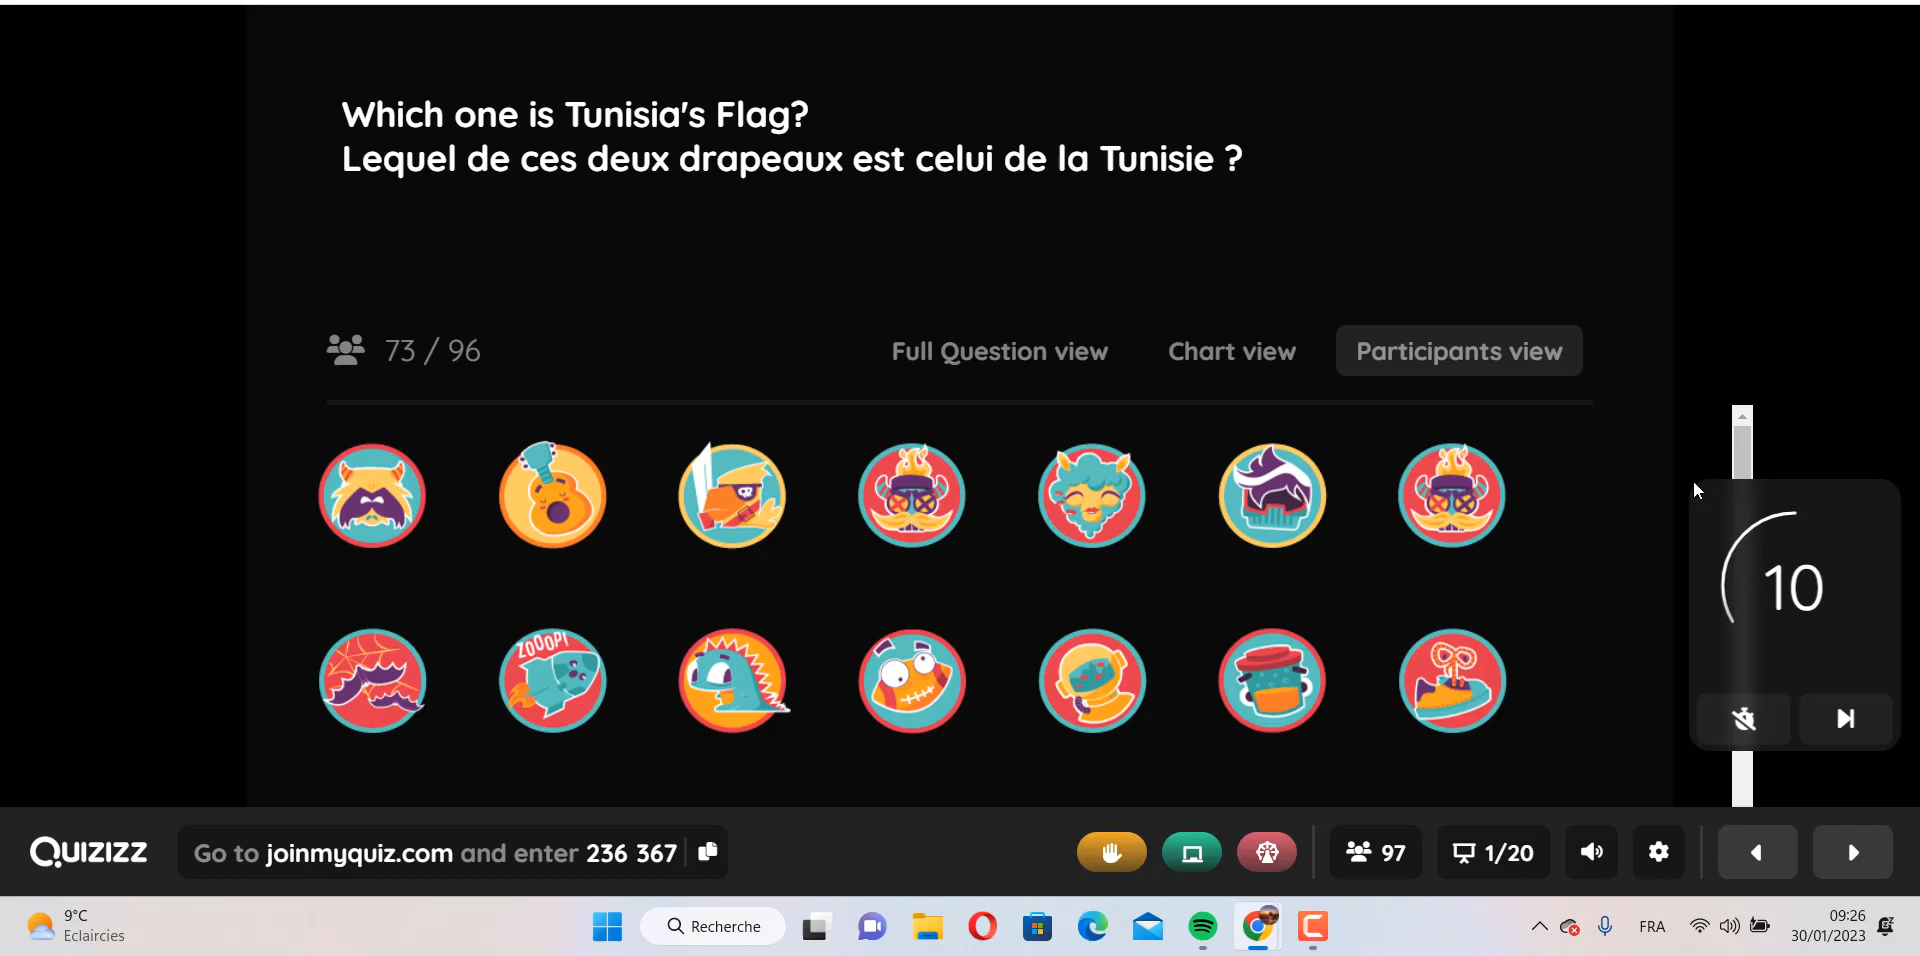 Which one is Tunisia's Flag?
Lequel de ces deux drapeaux est celui de la Tunisie ?
73 / 96
Full Question view
Chart view
Participants view
ZOOOP!
10
QUIZIZZ
Go to joinmyquiz.com and enter 236 367
97
1/20
9°C
Eclaircies
Recherche
FRA
09:26
30/01/2023